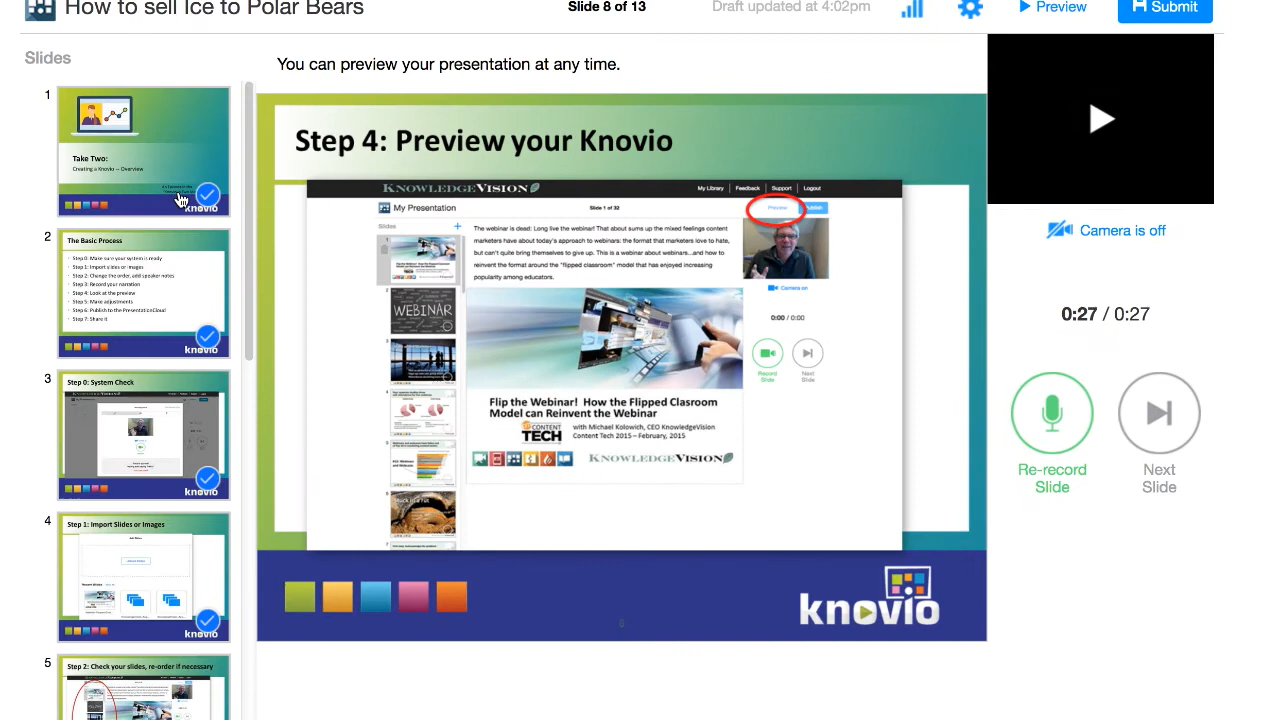 How to sell Ice to Polar Bears
Slide 8 of 13
Draft updated at 4:02pm
Preview
Submit
Slides
1
Take Two:
Creating a Knovio -- Overview
knovio
2
The Basic Process
Step 0: Make sure your system is ready
Step 1: Import slides or images
Step 2: Change the order, add speaker notes
Step 3: Record your narration
Step 4: Look at the preview
Step 5: Make adjustments
Step 6: Publish to the PresentationCloud
Step 7: Share it
knovio
3
Step 0: System Check
knovio
4
Step 1: Import Slides or Images
knovio
5
Step 2: Check your slides, re-order if necessary
You can preview your presentation at any time.
Step 4: Preview your Knovio
KNOWLEDGEVISION
My Library
Feedback
Support
Logout
My Presentation
Slide 1 of 32
Preview
Publish
Slides
The webinar is dead: Long live the webinar! That about sums up the mixed feelings content
marketers have about today's approach to webinars: the format that marketers love to hate,
but can't quite bring themselves to give up. This is a webinar about webinars...and how to
reinvent the format around the "flipped classroom" model that has enjoyed increasing
popularity among educators.
WEBINAR
Camera on
0:00 / 0:00
Record
Slide
Next
Slide
Flip the Webinar! How the Flipped Clasroom
Model can Reinvent the Webinar
CONTENT
TECH
with Michael Kolowich, CEO KnowledgeVision
Content Tech 2015 – February, 2015
KNOWLEDGEVISION
knovio
8
Camera is off
0:27 / 0:27
Re-record
Slide
Next
Slide